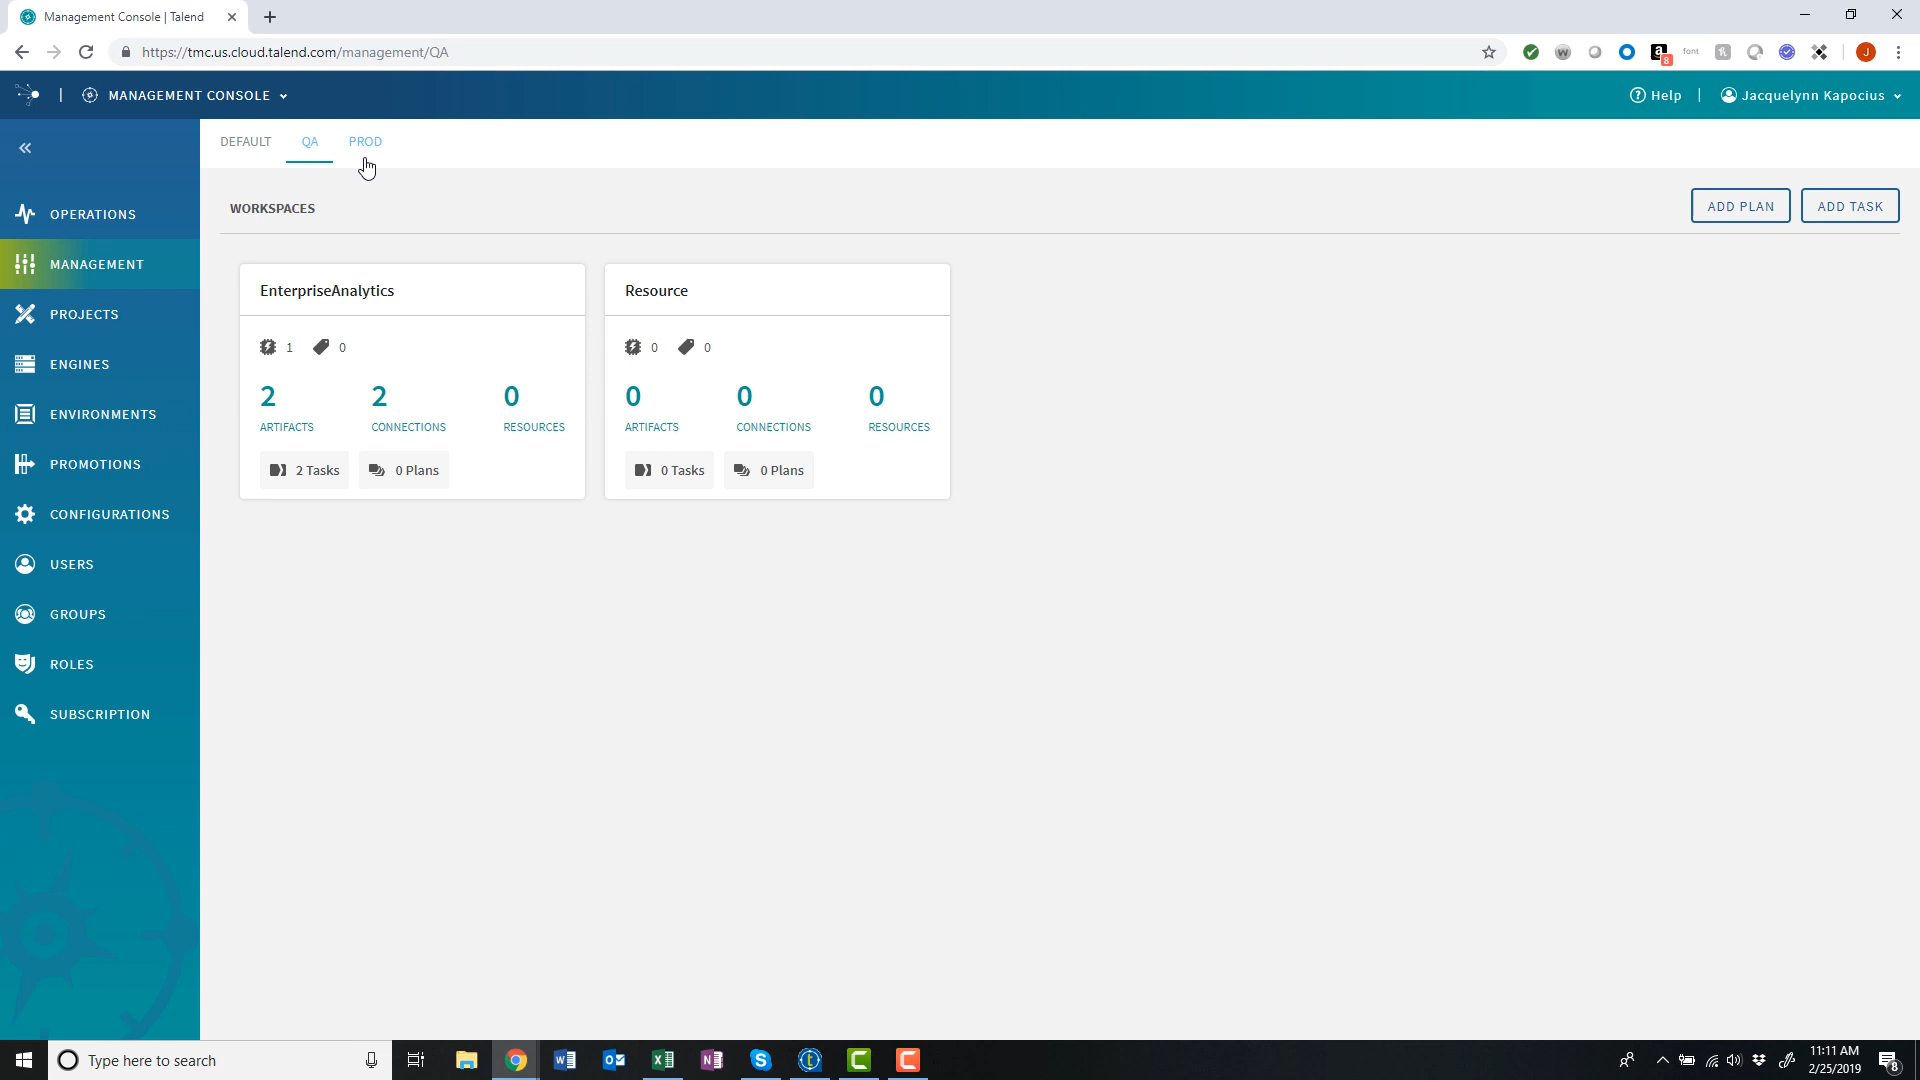 Management Console | Talend
https://tmc.us.cloud.talend.com/management/QA
font
8
J
MANAGEMENT CONSOLE
Help
Jacquelynn Kapocius
DEFAULT QA PROD
OPERATIONS
MANAGEMENT
PROJECTS
ENGINES
ENVIRONMENTS
PROMOTIONS
CONFIGURATIONS
USERS
GROUPS
ROLES
SUBSCRIPTION
WORKSPACES
ADD PLAN
ADD TASK
EnterpriseAnalytics
1 0
2 2 0
ARTIFACTS CONNECTIONS RESOURCES
2 Tasks 0 Plans
Resource
0 0
0 0 0
ARTIFACTS CONNECTIONS RESOURCES
0 Tasks 0 Plans
Type here to search
11:11 AM
2/25/2019
8